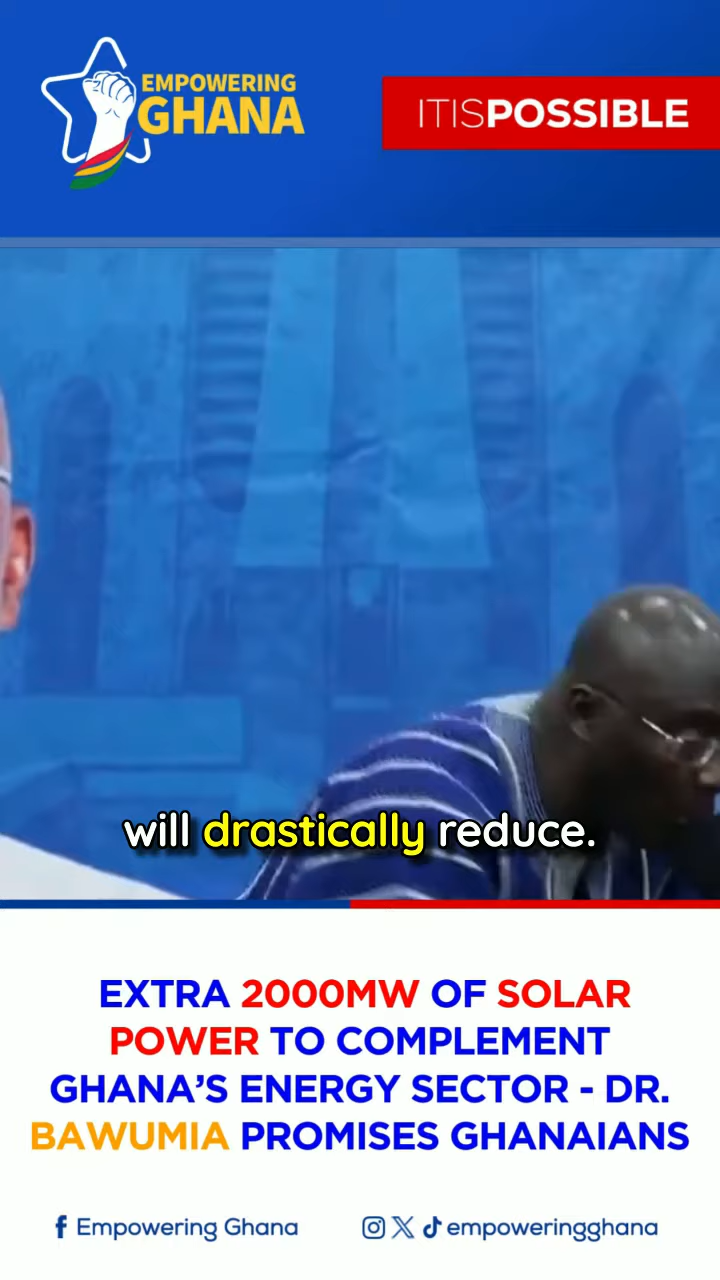 EMPOWERING
GHANA
ITISPOSSIBLE
will drastically reduce.
EXTRA 2000MW OF SOLAR
POWER TO COMPLEMENT
GHANA'S ENERGY SECTOR - DR.
BAWUMIA PROMISES GHANAIANS
Empowering Ghana
empoweringghana